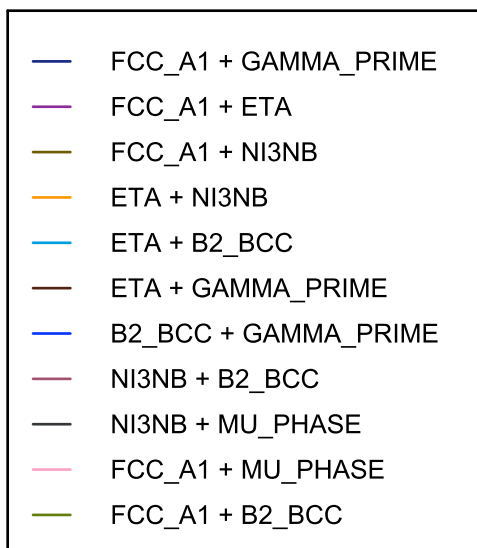 FCC_A1 + GAMMA_PRIME
FCC_A1 + ETA
FCC_A1 + NI3NB
ETA + NI3NB
ETA + B2_BCC
ETA + GAMMA_PRIME
B2_BCC + GAMMA_PRIME
NI3NB + B2_BCC
NI3NB + MU_PHASE
FCC_A1 + MU_PHASE
FCC_A1 + B2_BCC